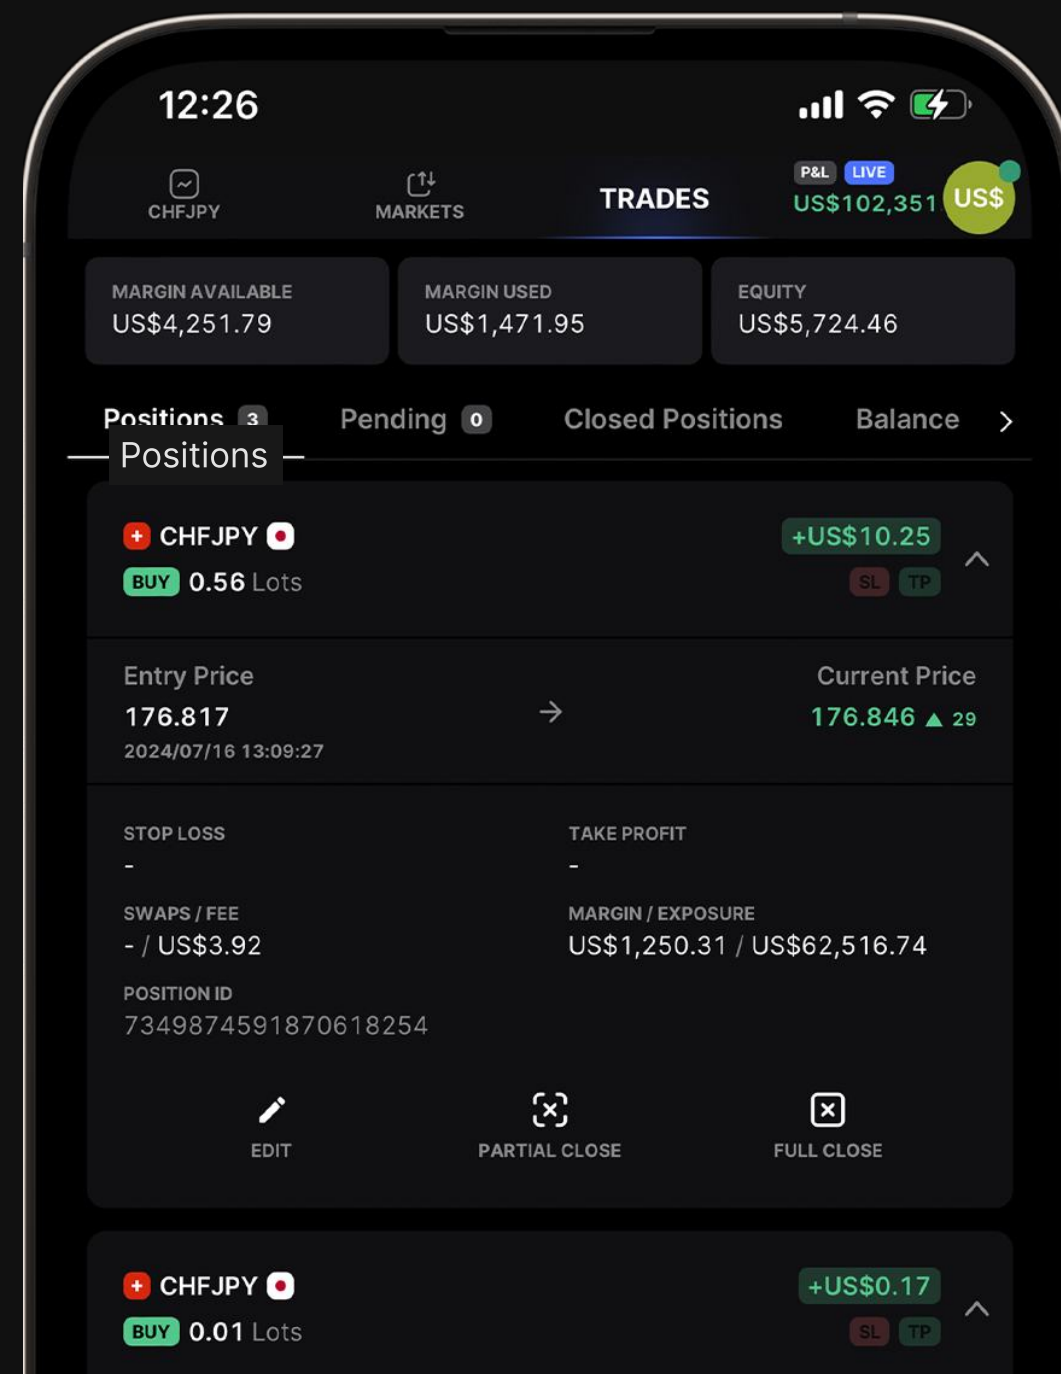 12:26
P&L LIVE
CHFJPY MARKETS TRADES US$102,351 US$
MARGIN AVAILABLE MARGIN USED EQUITY
US$4,251.79 US$1,471.95 US$5,724.46
Positions 3 Pending 0 Closed Positions Balance
Positions
CHFJPY +US$10.25
BUY 0.56 Lots SL TP
Entry Price Current Price
176.817 176.846 ▲ 29
2024/07/16 13:09:27
STOP LOSS TAKE PROFIT
- -
SWAPS / FEE MARGIN / EXPOSURE
- / US$3.92 US$1,250.31 / US$62,516.74
POSITION ID
7349874591870618254
EDIT PARTIAL CLOSE FULL CLOSE
CHFJPY +US$0.17
BUY 0.01 Lots SL TP